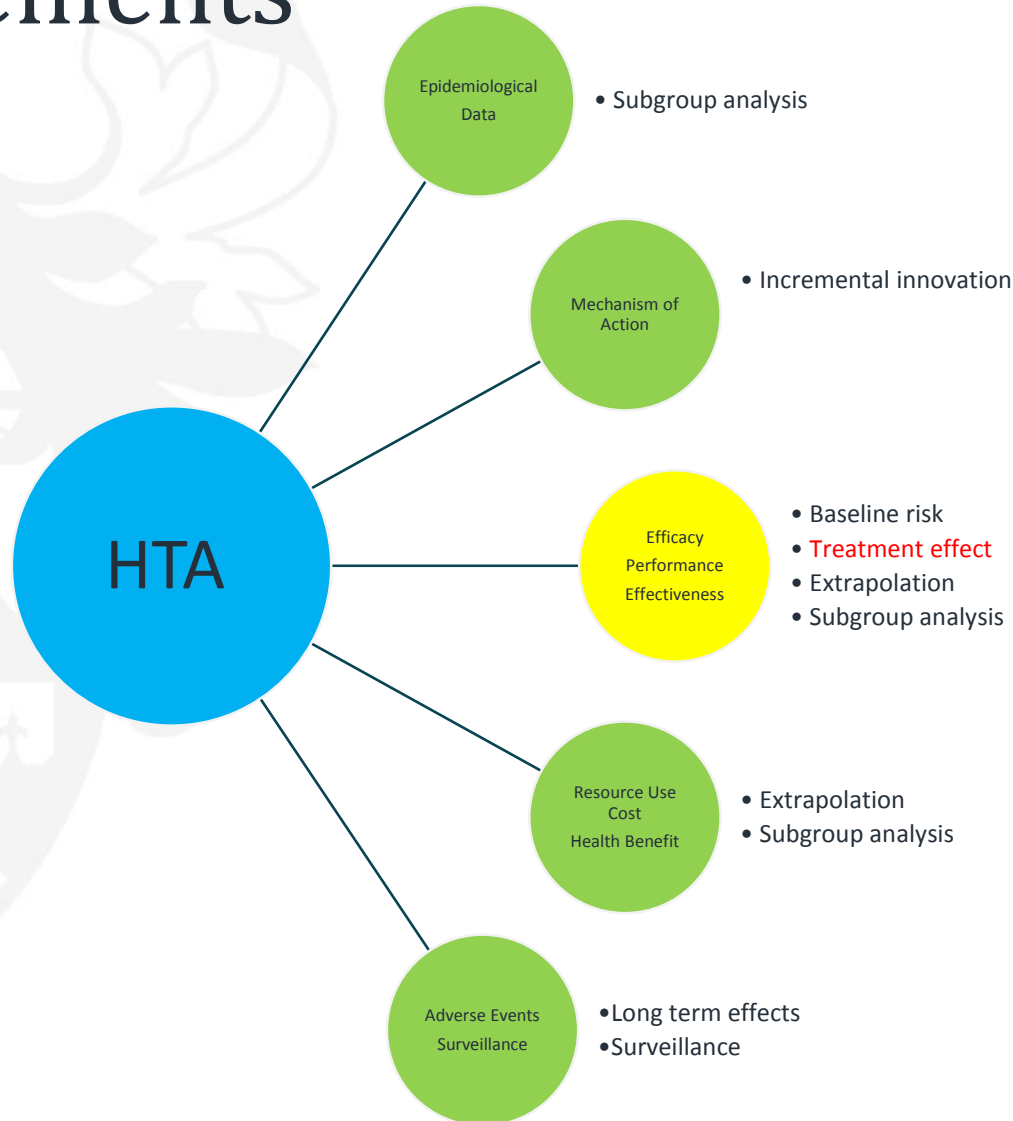 ements
Epidemiological
Data
• Subgroup analysis
Mechanism of
Action
• Incremental innovation
HTA
Efficacy
Performance
Effectiveness
• Baseline risk
• Treatment effect
• Extrapolation
• Subgroup analysis
Resource Use
Cost
Health Benefit
• Extrapolation
• Subgroup analysis
Adverse Events
Surveillance
•Long term effects
•Surveillance